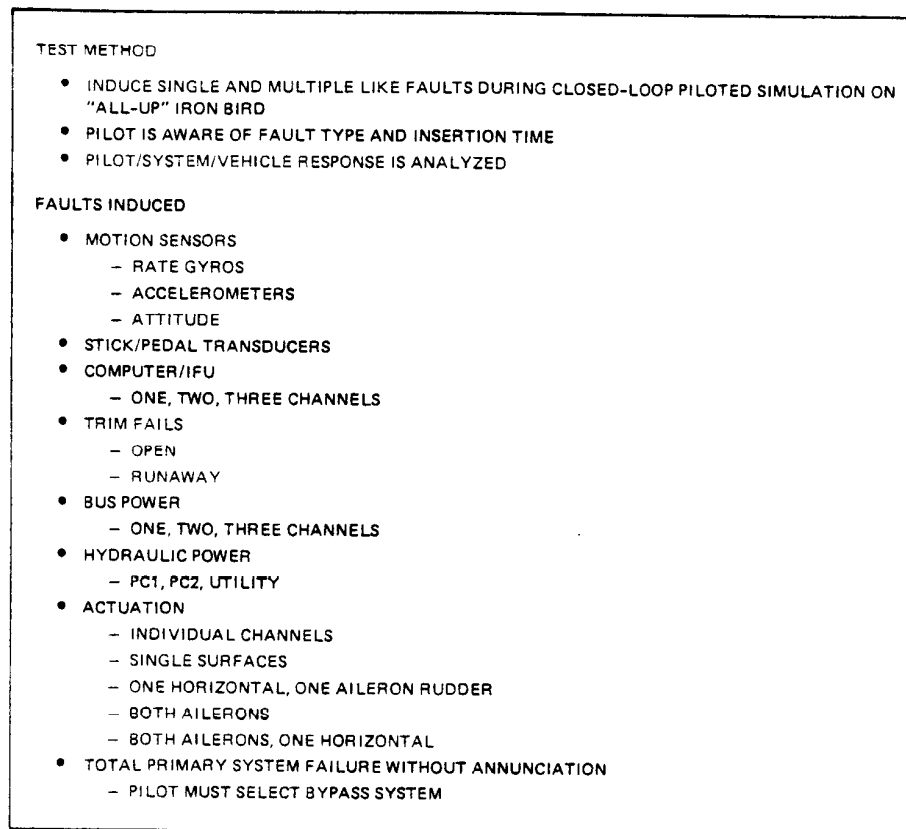 TEST METHOD
• INDUCE SINGLE AND MULTIPLE LIKE FAULTS DURING CLOSED-LOOP PILOTED SIMULATION ON
"ALL-UP" IRON BIRD
• PILOT IS AWARE OF FAULT TYPE AND INSERTION TIME
• PILOT/SYSTEM/VEHICLE RESPONSE IS ANALYZED
FAULTS INDUCED
• MOTION SENSORS
– RATE GYROS
– ACCELEROMETERS
– ATTITUDE
• STICK/PEDAL TRANSDUCERS
• COMPUTER/IFU
– ONE, TWO, THREE CHANNELS
• TRIM FAILS
– OPEN
– RUNAWAY
• BUS POWER
– ONE, TWO, THREE CHANNELS
• HYDRAULIC POWER
– PC1, PC2, UTILITY
• ACTUATION
– INDIVIDUAL CHANNELS
– SINGLE SURFACES
– ONE HORIZONTAL, ONE AILERON RUDDER
– BOTH AILERONS
– BOTH AILERONS, ONE HORIZONTAL
• TOTAL PRIMARY SYSTEM FAILURE WITHOUT ANNUNCIATION
– PILOT MUST SELECT BYPASS SYSTEM